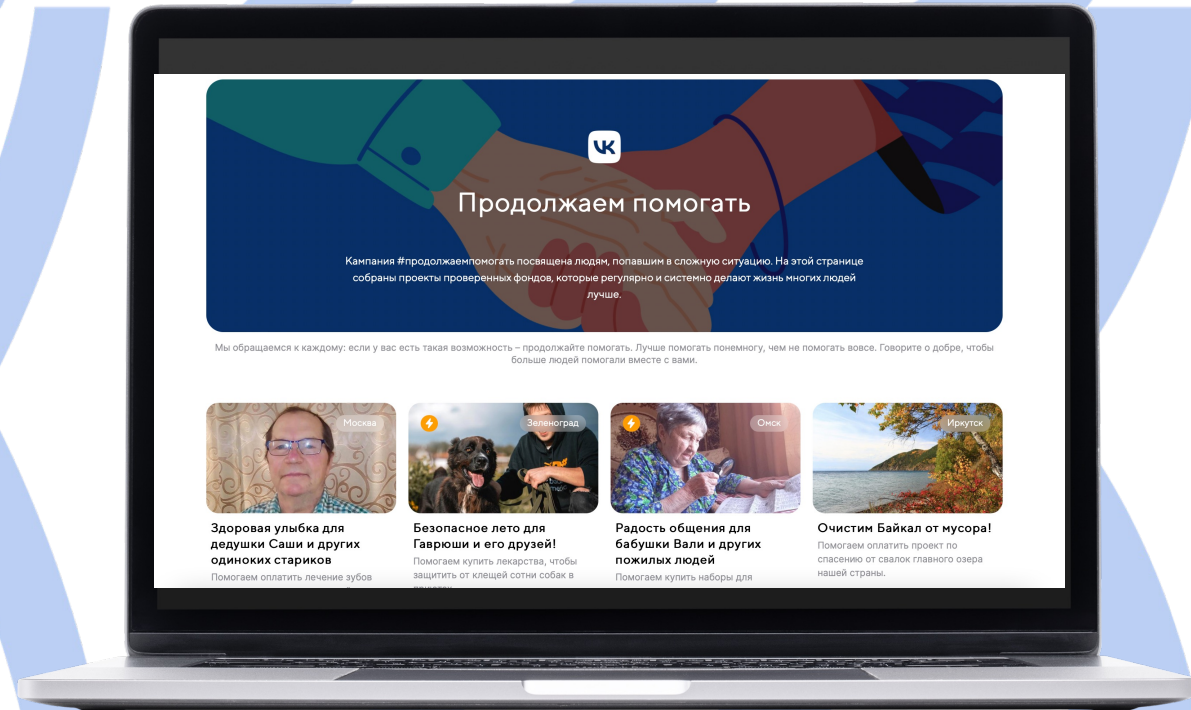 VK
Продолжаем помогать
Кампания #продолжаемпомогать посвящена людям, попавшим в сложную ситуацию. На этой странице
собраны проекты проверенных фондов, которые регулярно и системно делают жизнь многих людей
лучше.
Мы обращаемся к каждому: если у вас есть такая возможность – продолжайте помогать. Лучше помогать понемногу, чем не помогать вовсе. Говорите о добре, чтобы
больше людей помогали вместе с вами.
Москва
Зеленоград
Омск
Иркутск
Здоровая улыбка для
дедушки Саши и других
одиноких стариков
Помогаем оплатить лечение зубов
Безопасное лето для
Гаврюши и его друзей!
Помогаем купить лекарства, чтобы
защитить от клещей сотни собак в
Радость общения для
бабушки Вали и других
пожилых людей
Помогаем купить наборы для
Очистим Байкал от мусора!
Помогаем оплатить проект по
спасению от свалок главного озера
нашей страны.